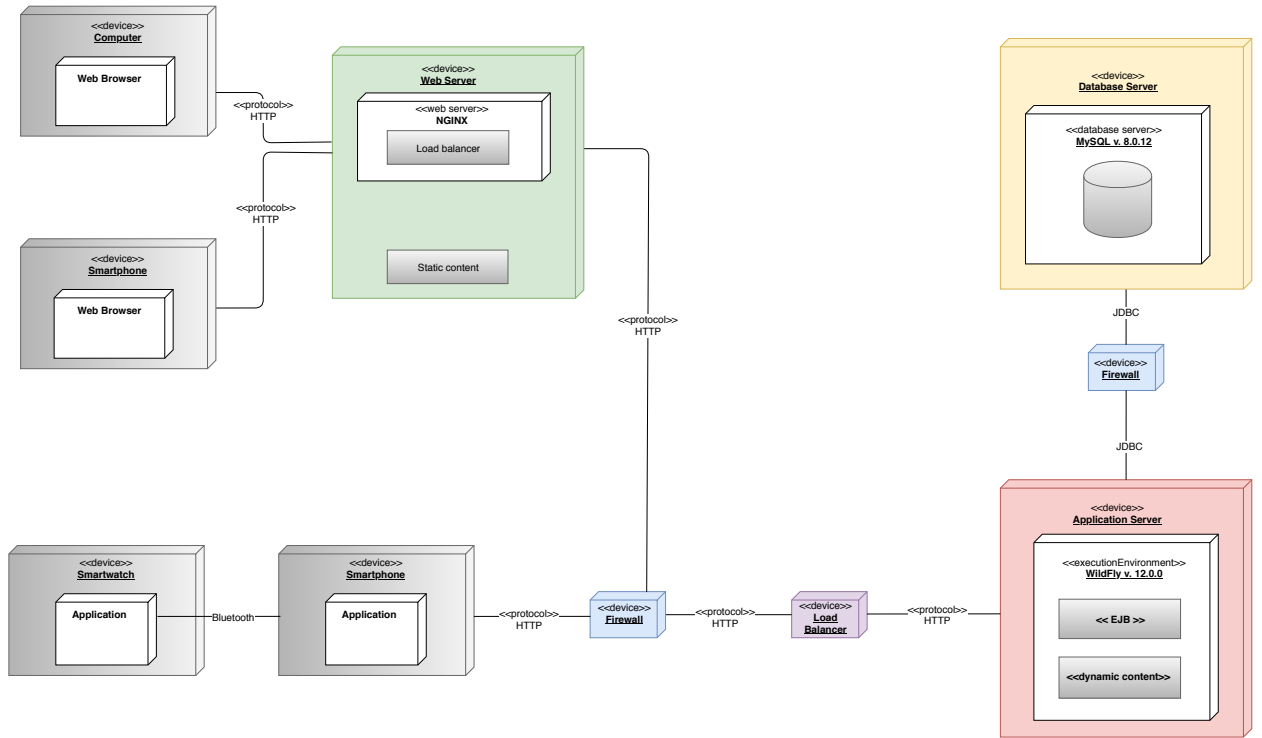 <<device>>
Computer
Web Browser
<<protocol>>
HTTP
<<device>>
Web Server
<<web server>>
NGINX
Load balancer
Static content
<<device>>
Database Server
<<database server>>
MySQL v. 8.0.12
<<protocol>>
HTTP
<<device>>
Smartphone
Web Browser
<<protocol>>
HTTP
JDBC
<<device>>
Firewall
JDBC
<<device>>
Smartwatch
Application
Bluetooth
<<device>>
Smartphone
Application
<<protocol>>
HTTP
<<device>>
Firewall
<<protocol>>
HTTP
<<device>>
Load
Balancer
<<protocol>>
HTTP
<<device>>
Application Server
<<executionEnvironment>>
WildFly v. 12.0.0
<< EJB >>
<<dynamic content>>